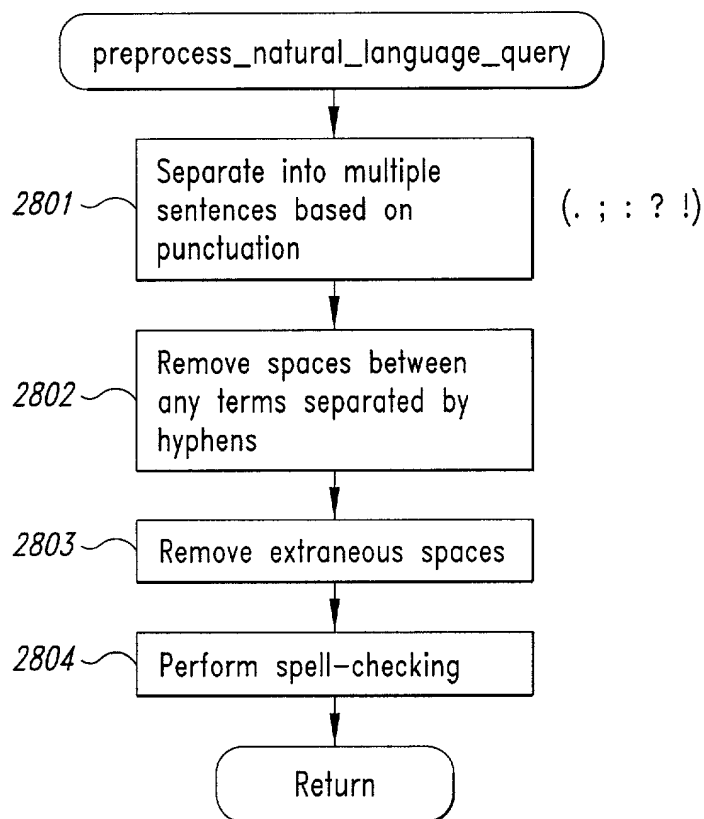 preprocess_natural_language_query
2801
Separate into multiple
sentences based on
punctuation
(. ; : ? !)
2802
Remove spaces between
any terms separated by
hyphens
2803
Remove extraneous spaces
2804
Perform spell-checking
Return